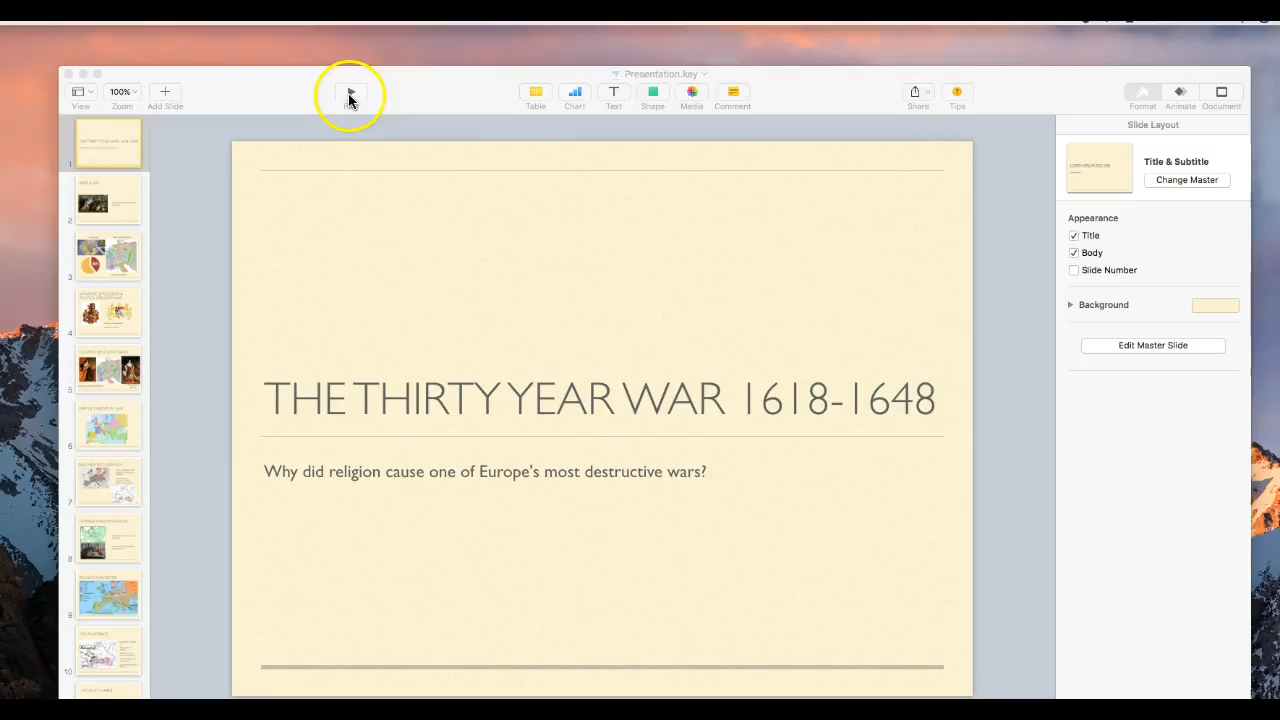 Presentation.key
100%
View
Zoom
Add Slide
Table
Chart
Text
Shape
Media
Comment
Share
Tips
Format
Animate
Document
Slide Layout
Title & Subtitle
Change Master
Appearance
Title
Body
Slide Number
Background
Edit Master Slide
1
2
3
4
5
6
7
8
9
10
THE THIRTY YEAR WAR 1618-1648
Why did religion cause one of Europe's most destructive wars?